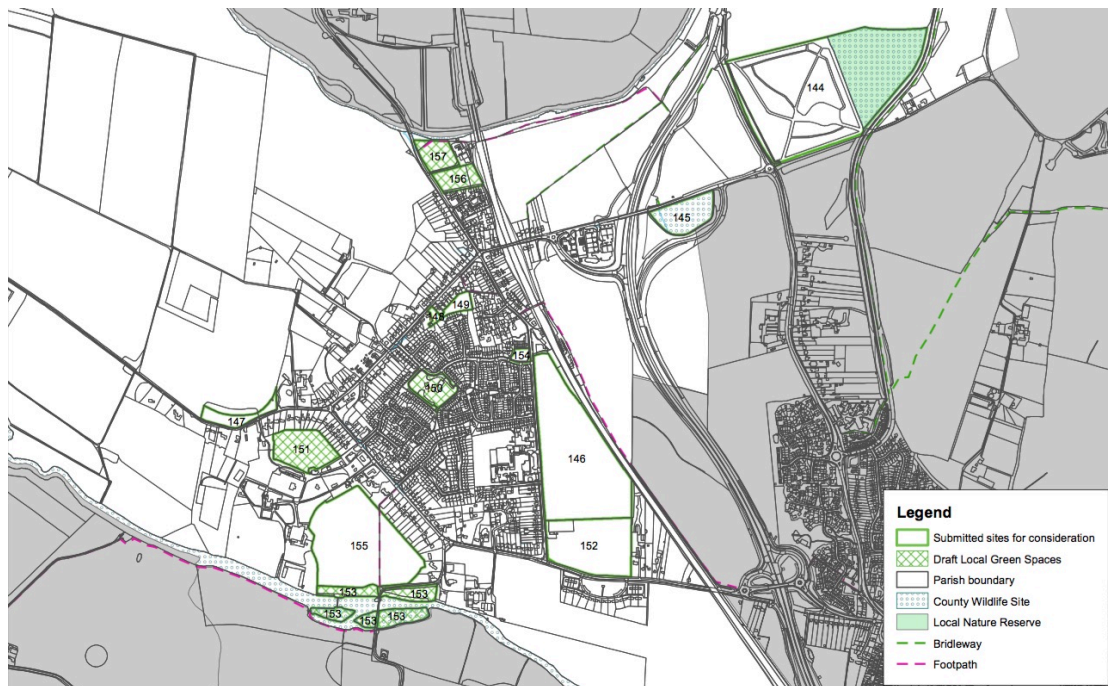 144
157
156
145
149
148
154
150
147
151
146
155
152
153
153
153
153
153
Legend
Submitted sites for consideration
Draft Local Green Spaces
Parish boundary
County Wildlife Site
Local Nature Reserve
Bridleway
Footpath